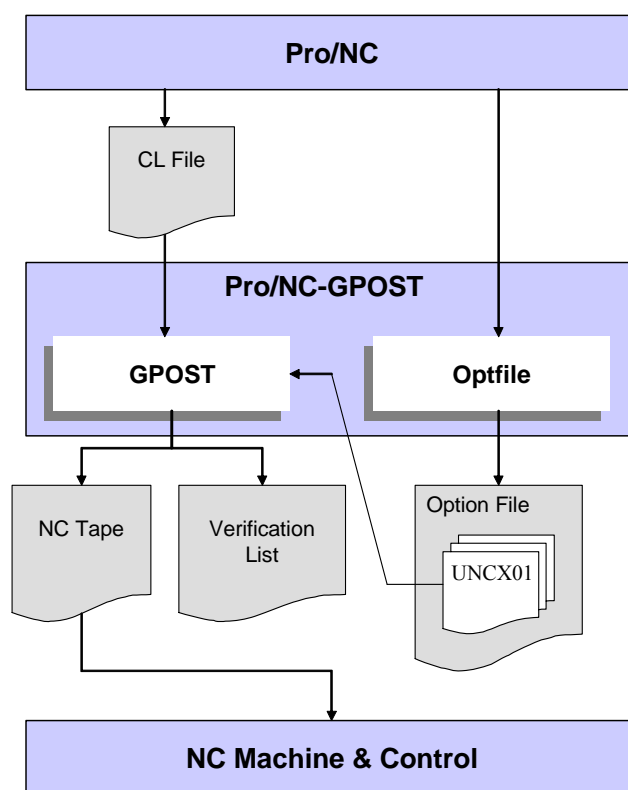 Pro/NC
CL File
Pro/NC-GPOST
GPOST
Optfile
NC Tape
Verification
List
Option File
UNCX01
NC Machine & Control